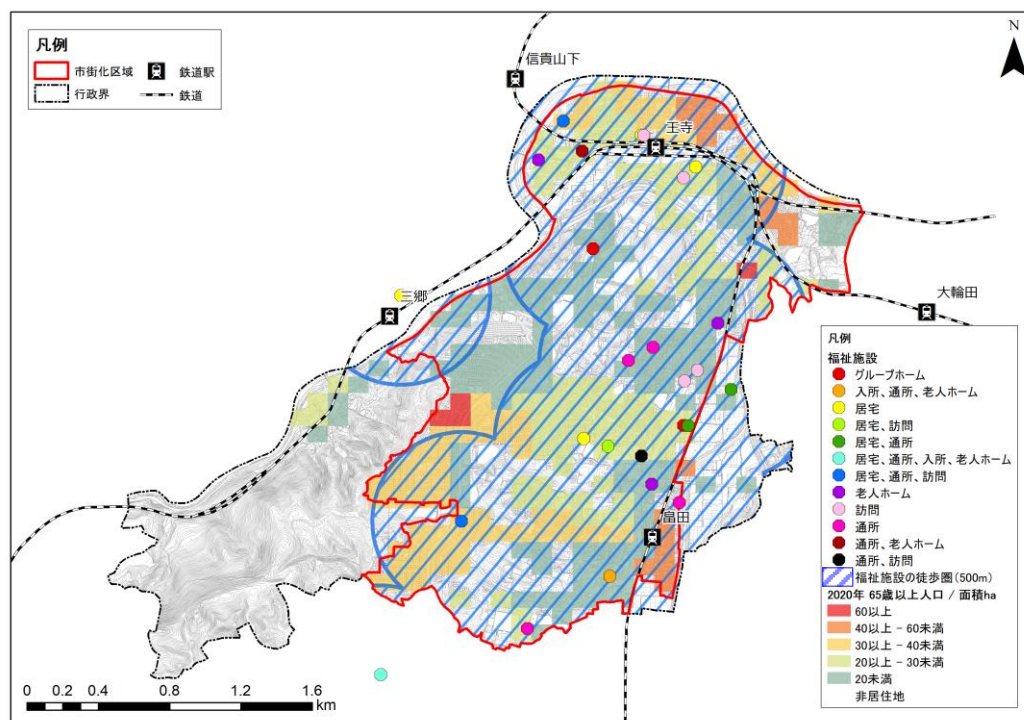 凡例
市街化区域
鉄道駅
行政界
鉄道
N
信貴山下
王寺
三郷
大輪田
畠田
凡例
福祉施設
グループホーム
入所、通所、老人ホーム
居宅
居宅、訪問
居宅、通所
居宅、通所、入所、老人ホーム
居宅、通所、訪問
老人ホーム
訪問
通所
通所、老人ホーム
通所、訪問
福祉施設の徒歩圏(500m)
2020年 65歳以上人口 / 面積ha
60以上
40以上 - 60未満
30以上 - 40未満
20以上 - 30未満
20未満
非居住地
0 0.2 0.4 0.8 1.2 1.6
km